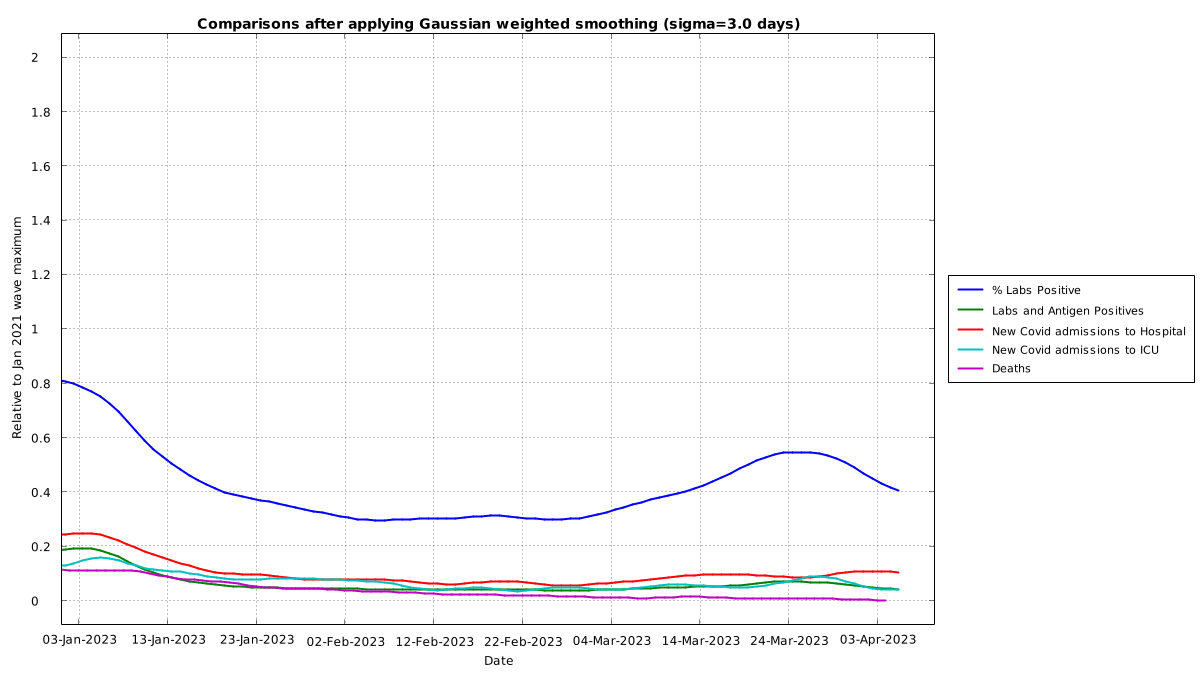 Comparisons after applying Gaussian weighted smoothing (sigma=3.0 days)
Relative to Jan 2021 wave maximum
2
1.8
1.6
1.4
1.2
1
0.8
0.6
0.4
0.2
0
03-Jan-2023 13-Jan-2023 23-Jan-2023 02-Feb-2023 12-Feb-2023 22-Feb-2023 04-Mar-2023 14-Mar-2023 24-Mar-2023 03-Apr-2023
Date
% Labs Positive
Labs and Antigen Positives
New Covid admissions to Hospital
New Covid admissions to ICU
Deaths